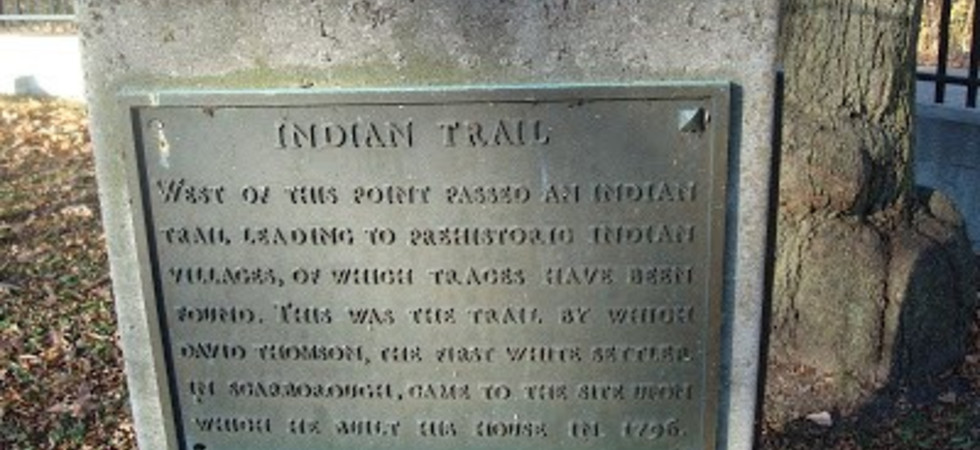 INDIAN TRAIL
WEST OF THIS POINT PASSED AN INDIAN
TRAIL LEADING TO PREHISTORIC INDIAN
VILLAGES, OF WHICH TRACES HAVE BEEN
FOUND. THIS WAS THE TRAIL BY WHICH
DAVID THOMSON, THE FIRST WHITE SETTLER
IN SCARBOROUGH, CAME TO THE SITE UPON
WHICH HE BUILT HIS HOUSE IN 1796.